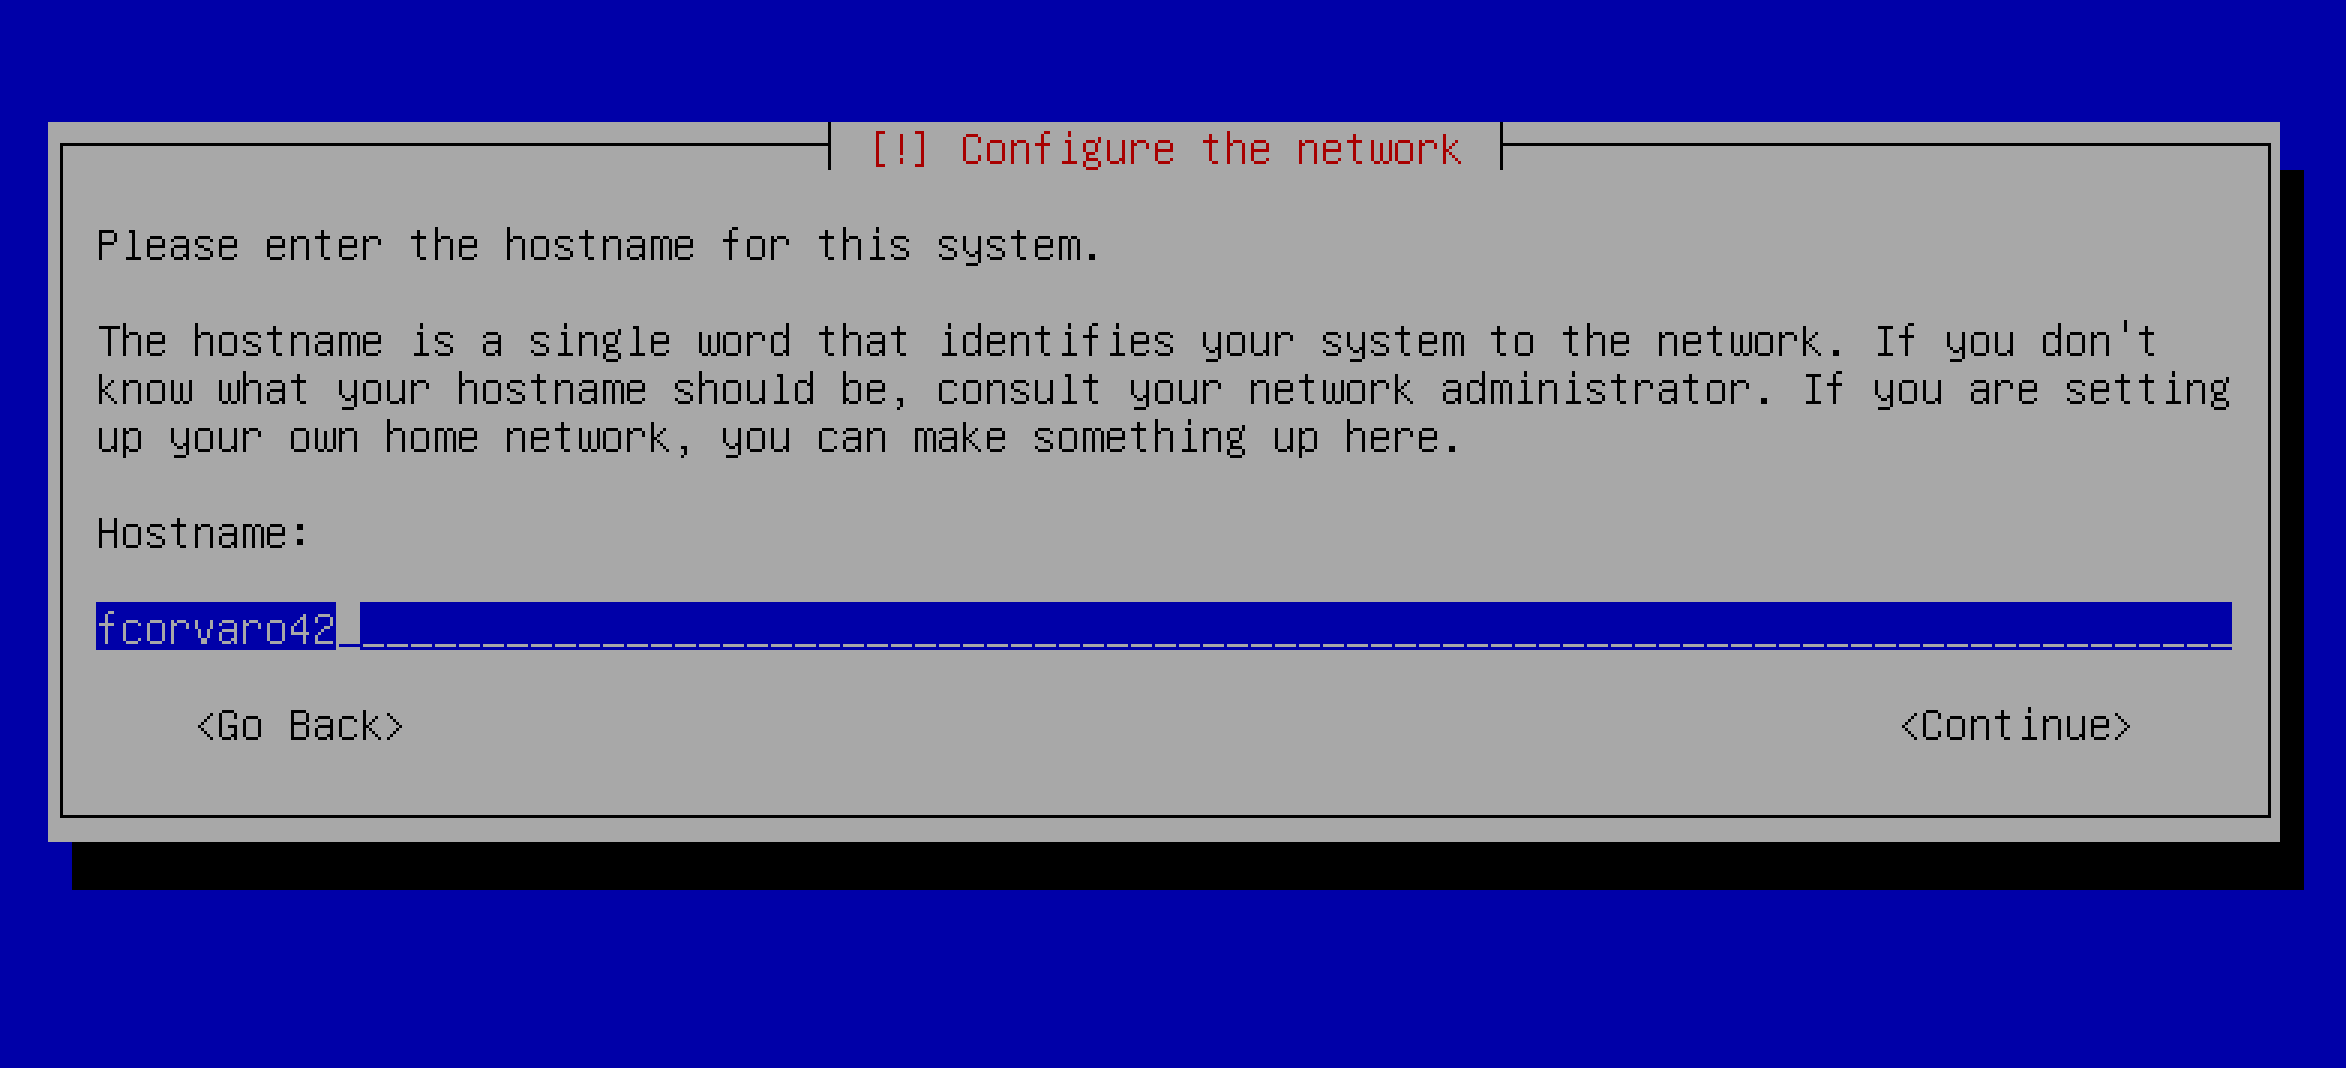 [!] Configure the network
Please enter the hostname for this system.
The hostname is a single word that identifies your system to the network. If you don't
know what your hostname should be, consult your network administrator. If you are setting
up your own home network, you can make something up here.
Hostname:
fcorvaro42
<Go Back> <Continue>